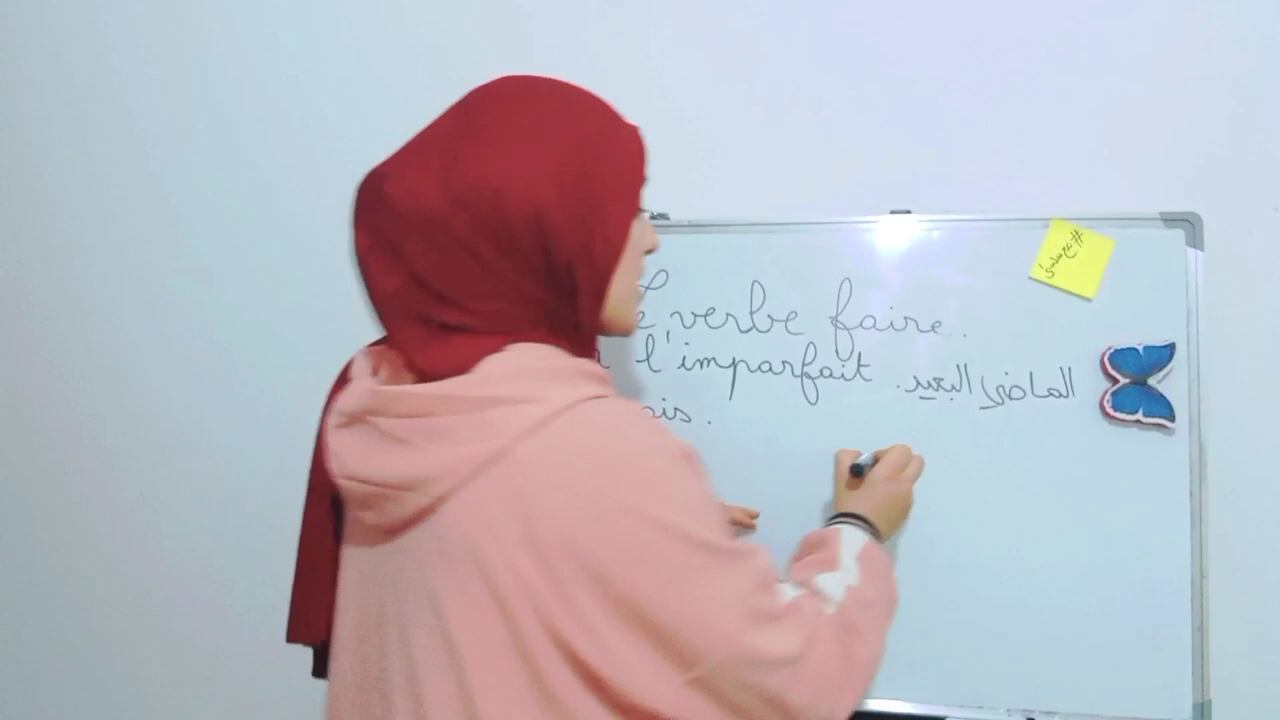 Le verbe faire.
l'imparfait. الماضي البعيد
ais.